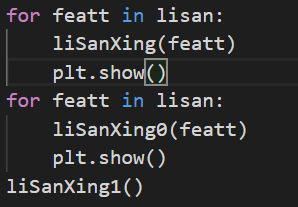 for featt in lisan:
    liSanXing(featt)
    plt.show()
for featt in lisan:
    liSanXing0(featt)
    plt.show()
liSanXing1()